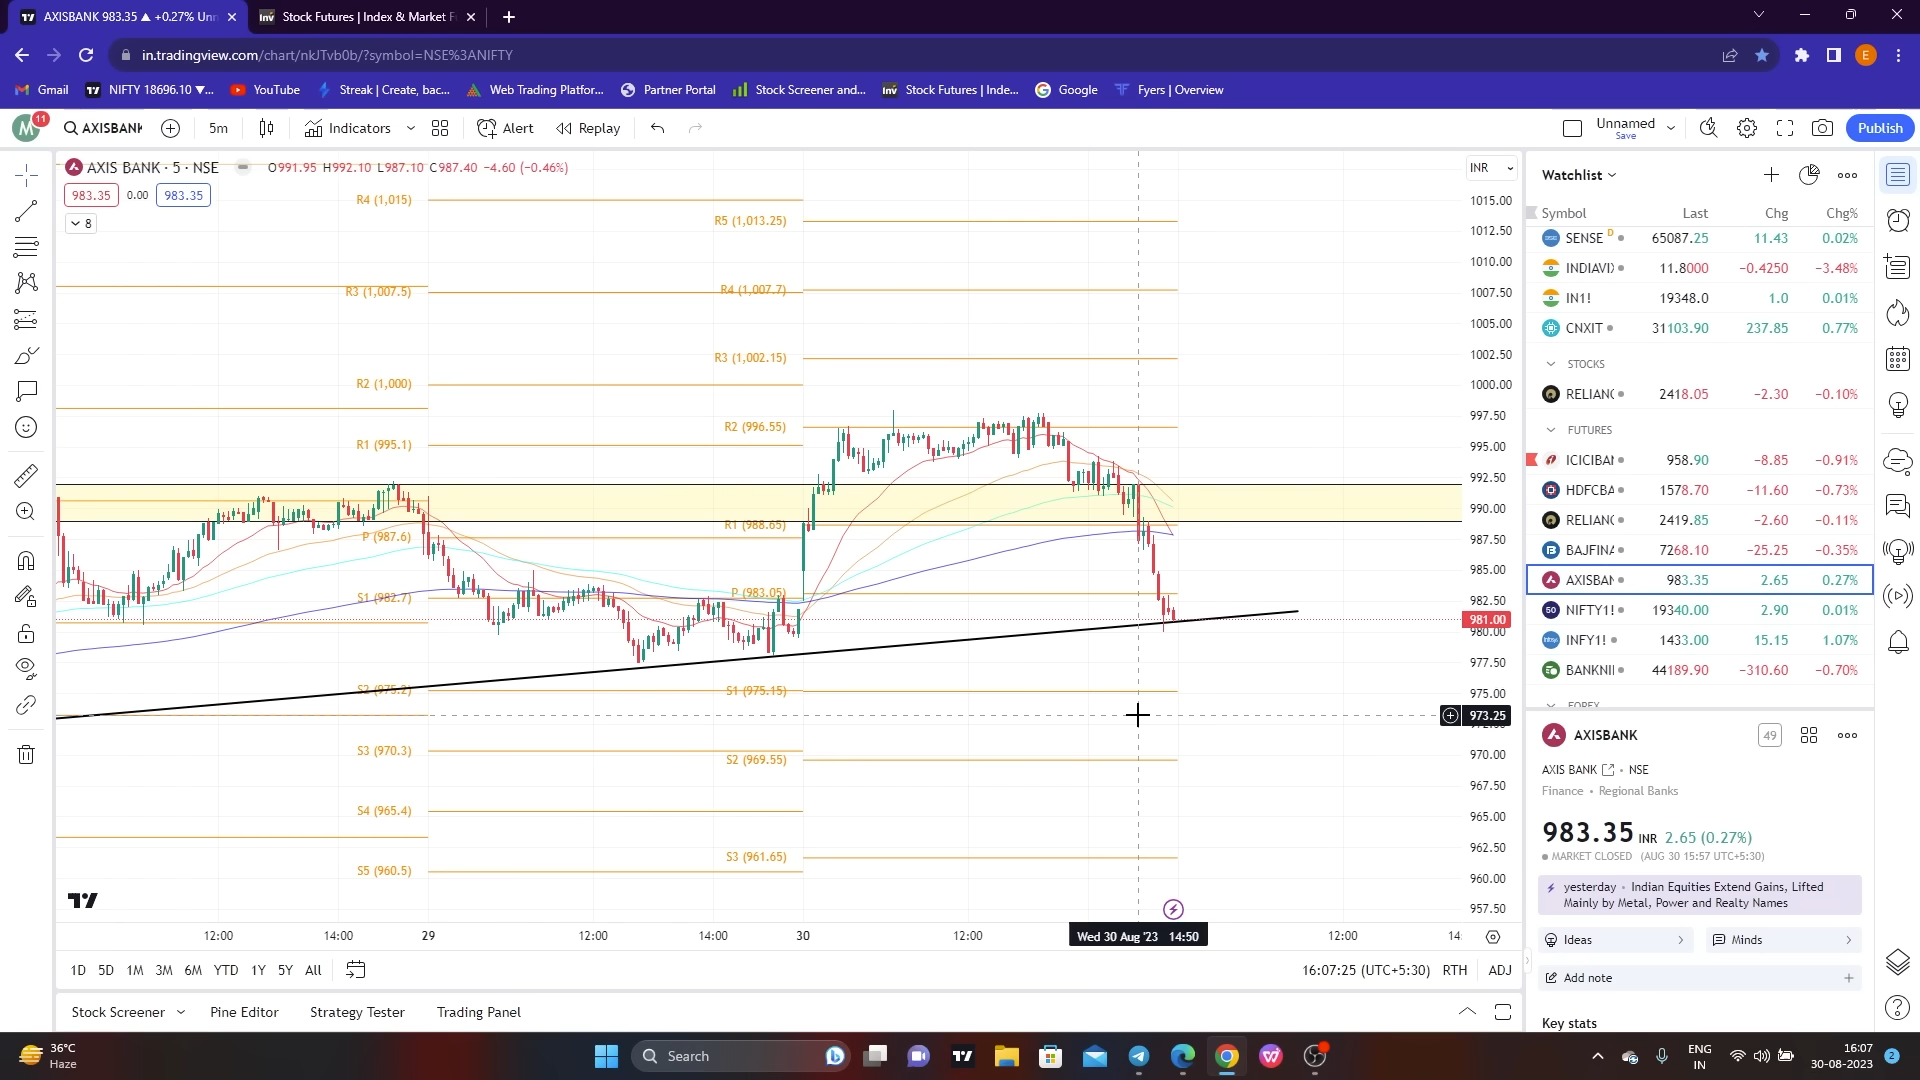 AXISBANK 983.35 ▲ +0.27% Unn
Stock Futures | Index & Market F
in.tradingview.com/chart/nkJTvb0b/?symbol=NSE%3ANIFTY
E
Gmail
NIFTY 18696.10 ▼...
YouTube
Streak | Create, bac...
Web Trading Platfor...
Partner Portal
Stock Screener and...
Stock Futures | Inde...
Google
Fyers | Overview
M
11
AXISBANK
5m
Indicators
Alert
Replay
Unnamed
Save
Publish
AXIS BANK · 5 · NSE
O991.95 H992.10 L987.10 C987.40 −4.60 (−0.46%)
983.35
0.00
983.35
8
INR
R4 (1,015)
R5 (1,013.25)
R3 (1,007.5)
R4 (1,007.7)
R3 (1,002.15)
R2 (1,000)
R2 (996.55)
R1 (995.1)
R1 (988.65)
P (987.6)
P (983.05)
S1 (982.7)
S2 (975.2)
S1 (975.15)
S3 (970.3)
S2 (969.55)
S4 (965.4)
S3 (961.65)
S5 (960.5)
1015.00
1012.50
1010.00
1007.50
1005.00
1002.50
1000.00
997.50
995.00
992.50
990.00
987.50
985.00
982.50
981.00
980.00
977.50
975.00
973.25
970.00
967.50
965.00
962.50
960.00
957.50
12:00
14:00
29
12:00
14:00
30
12:00
Wed 30 Aug '23 14:50
12:00
14:
1D 5D 1M 3M 6M YTD 1Y 5Y All
16:07:25 (UTC+5:30) RTH ADJ
Stock Screener
Pine Editor
Strategy Tester
Trading Panel
Watchlist
Symbol Last Chg Chg%
SENSE D 65087.25 11.43 0.02%
INDIAVIX 11.8000 −0.4250 −3.48%
IN1! 19348.0 1.0 0.01%
CNXIT 31103.90 237.85 0.77%
STOCKS
RELIANC 2418.05 −2.30 −0.10%
FUTURES
ICICIBAN 958.90 −8.85 −0.91%
HDFCBA 1578.70 −11.60 −0.73%
RELIANC 2419.85 −2.60 −0.11%
BAJFINA 7268.10 −25.25 −0.35%
AXISBAN 983.35 2.65 0.27%
50 NIFTY1! 19340.00 2.90 0.01%
INFY1! 1433.00 15.15 1.07%
BANKNII 44189.90 −310.60 −0.70%
FOREX
AXISBANK
49
AXIS BANK • NSE
Finance • Regional Banks
983.35 INR 2.65 (0.27%)
MARKET CLOSED (AUG 30 15:57 UTC+5:30)
yesterday • Indian Equities Extend Gains, Lifted
Mainly by Metal, Power and Realty Names
Ideas
Minds
Add note
Key stats
36°C
Haze
Search
ENG
IN
16:07
30-08-2023
2